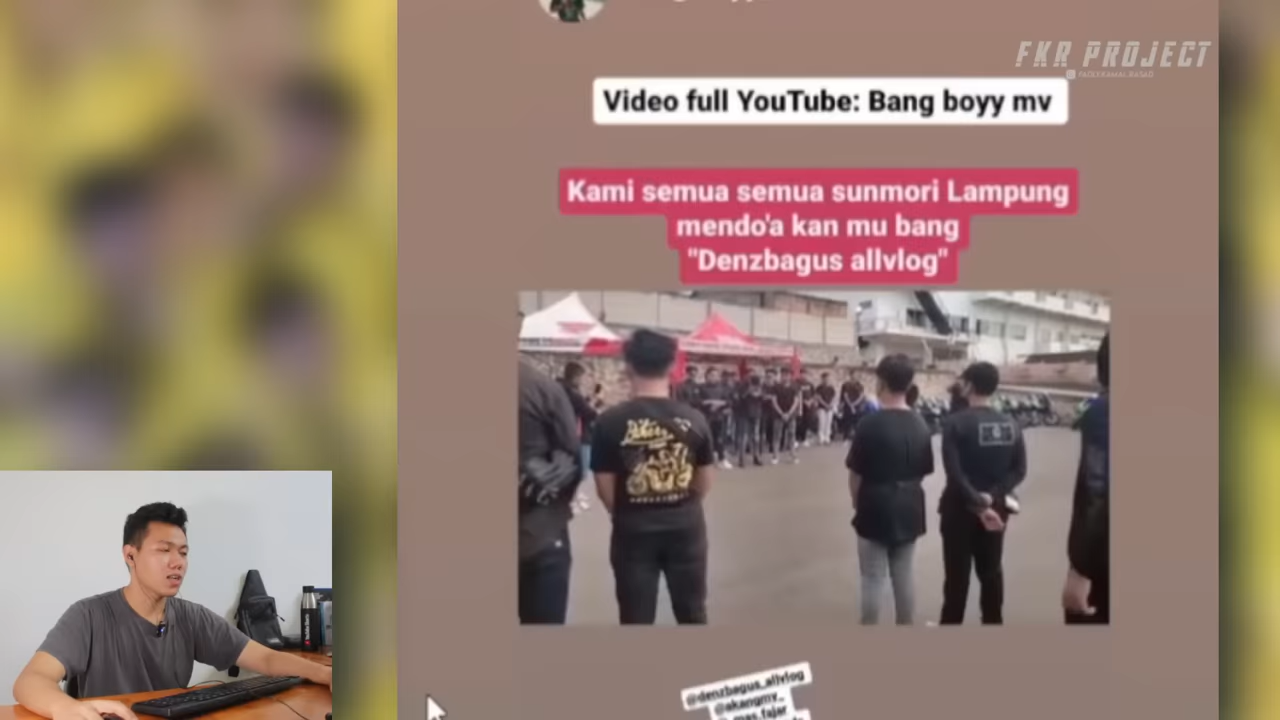 FKR PROJECT
Video full YouTube: Bang boyy mv
Kami semua semua sunmori Lampung
mendo'a kan mu bang
"Denzbagus allvlog"
@denzbagus_allvlog
@akangmv_